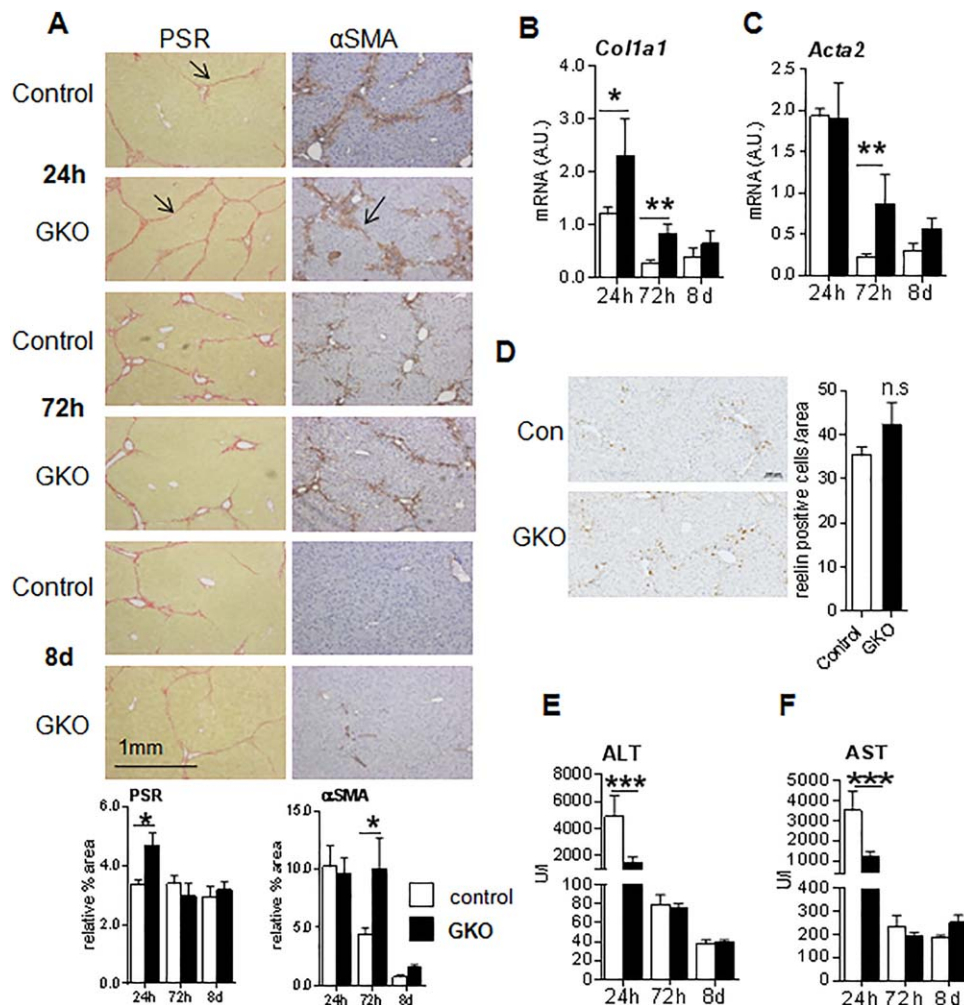 A
PSR
αSMA
Control
24h
GKO
Control
72h
GKO
Control
8d
GKO
1mm
PSR
relative % area
6.0
4.0
2.0
0.0
*
24h 72h 8d
αSMA
relative % area
15.0
10.0
5.0
0.0
*
24h 72h 8d
control
GKO
B
Col1a1
mRNA (A.U.)
4.0
3.0
2.0
1.0
0.0
*
**
24h 72h 8d
C
Acta2
mRNA (A.U.)
2.5
2.0
1.5
1.0
0.5
0.0
**
24h 72h 8d
D
Con
GKO
reelin positive cells /area
50
40
30
20
10
0
n.s
Control
GKO
E
ALT
U/l
8000
6000
4000
2000
1000
100
80
60
40
20
0
***
24h 72h 8d
F
AST
U/l
5000
4000
3000
2000
1000
400
300
200
100
0
***
24h 72h 8d